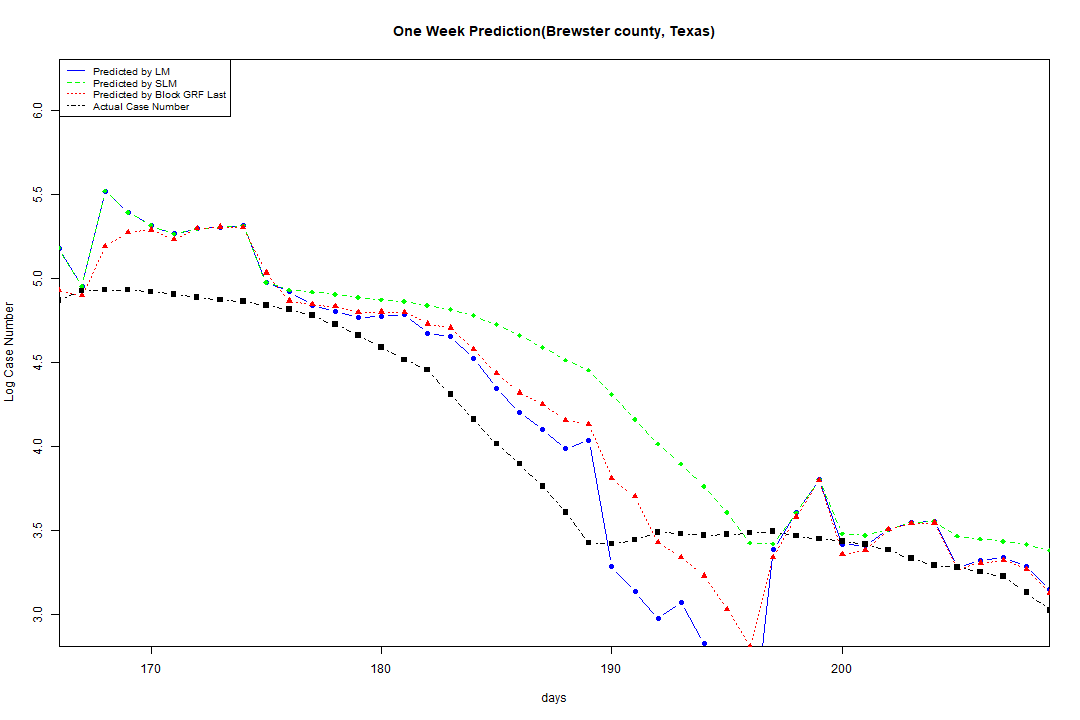 One Week Prediction(Brewster county, Texas)
Predicted by LM
Predicted by SLM
Predicted by Block GRF Last
Actual Case Number
6.0
5.5
5.0
4.5
4.0
3.5
3.0
Log Case Number
170 180 190 200
days